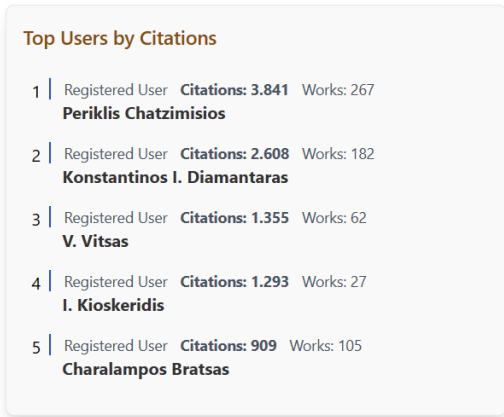 Top Users by Citations
1 Registered User Citations: 3.841 Works: 267
Periklis Chatzimisios
2 Registered User Citations: 2.608 Works: 182
Konstantinos I. Diamantaras
3 Registered User Citations: 1.355 Works: 62
V. Vitsas
4 Registered User Citations: 1.293 Works: 27
I. Kioskeridis
5 Registered User Citations: 909 Works: 105
Charalampos Bratsas